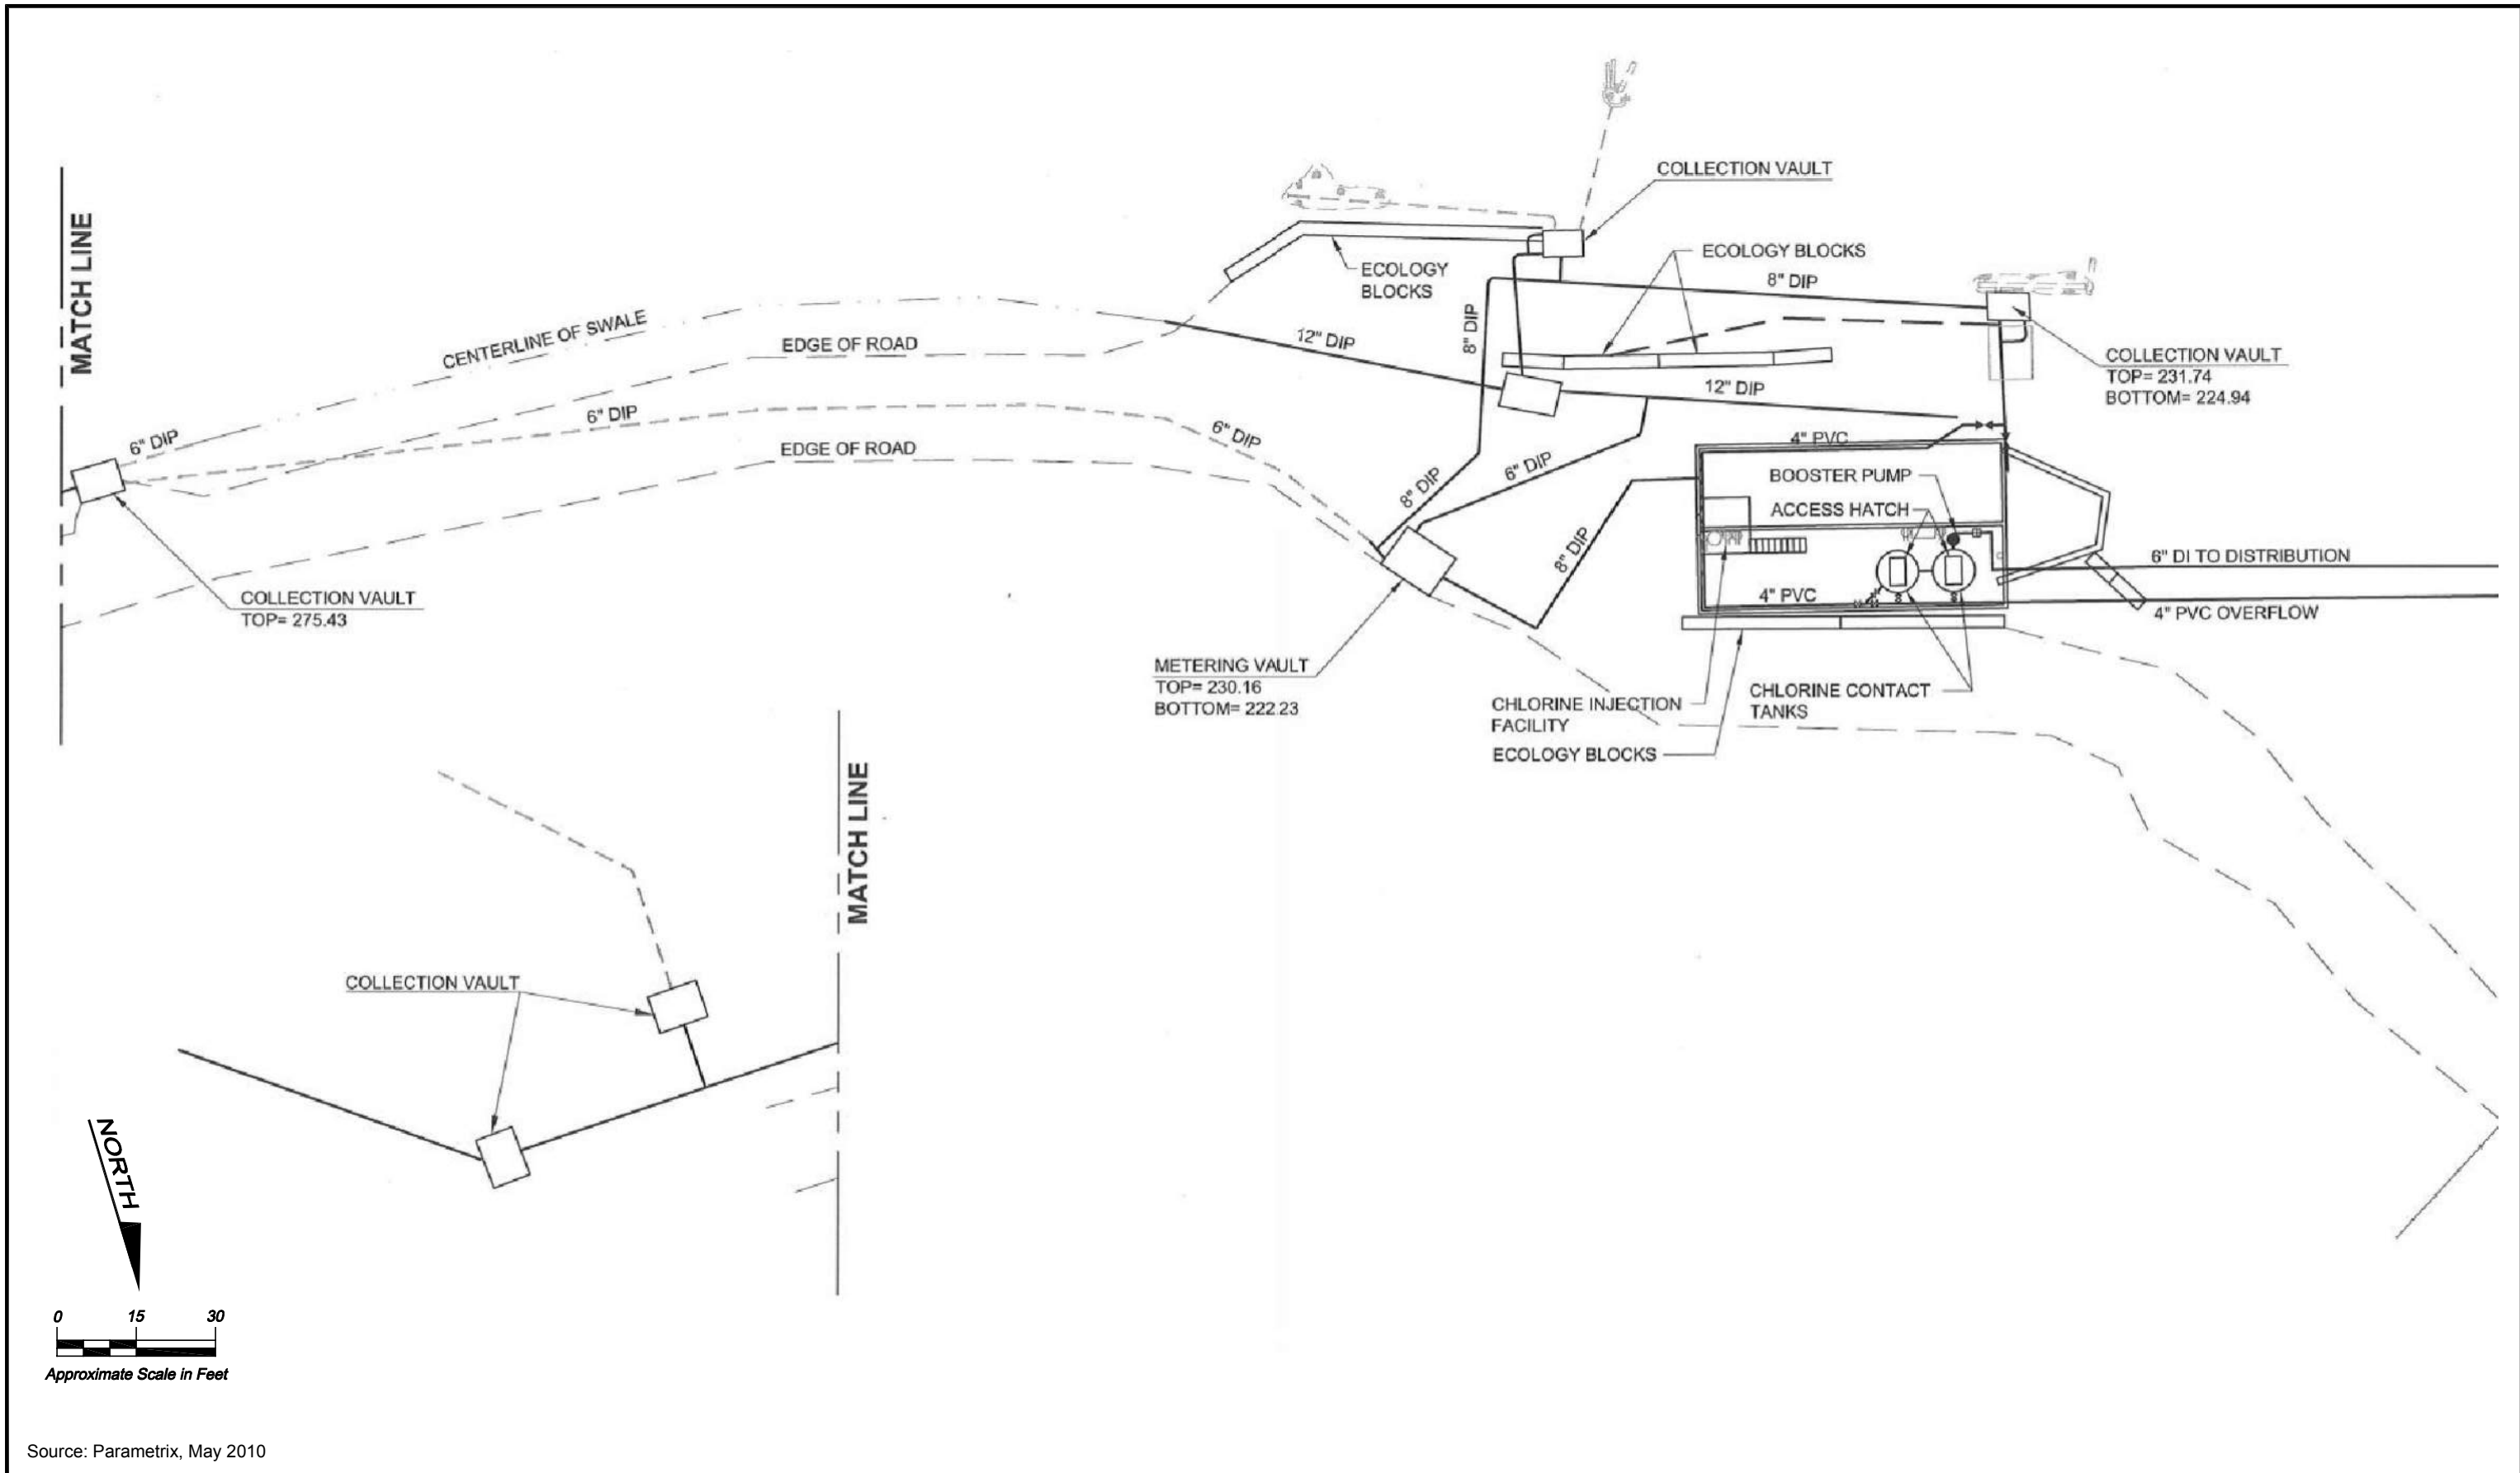 COLLECTION VAULT
MATCH LINE
ECOLOGY BLOCKS
ECOLOGY
BLOCKS
8" DIP
CENTERLINE OF SWALE
8" DIP
12" DIP
EDGE OF ROAD
COLLECTION VAULT
TOP= 231.74
BOTTOM= 224.94
12" DIP
6" DIP
6" DIP
6" DIP
EDGE OF ROAD
4" PVC
8" DIP
6" DIP
BOOSTER PUMP
ACCESS HATCH
8" DIP
6" DI TO DISTRIBUTION
4" PVC
4" PVC OVERFLOW
COLLECTION VAULT
TOP= 275.43
METERING VAULT
TOP= 230.16
BOTTOM= 222.23
CHLORINE INJECTION
FACILITY
CHLORINE CONTACT
TANKS
ECOLOGY BLOCKS
MATCH LINE
COLLECTION VAULT
NORTH
0 15 30
Approximate Scale in Feet
Source: Parametrix, May 2010